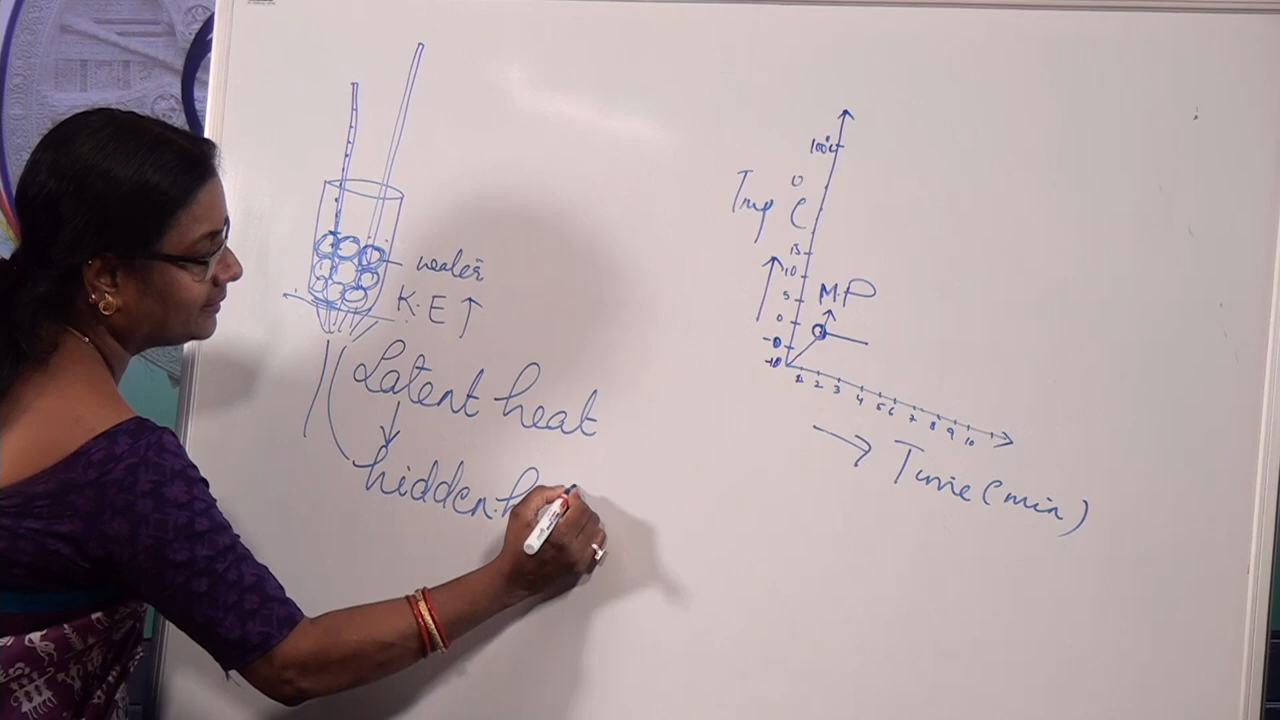 water
K.E ↑
Latent heat
hidden h
100°C
Temp °C
15
10
5
0
-10
M.P
1 2 3 4 5 6 7 8 9 10
Time (min)